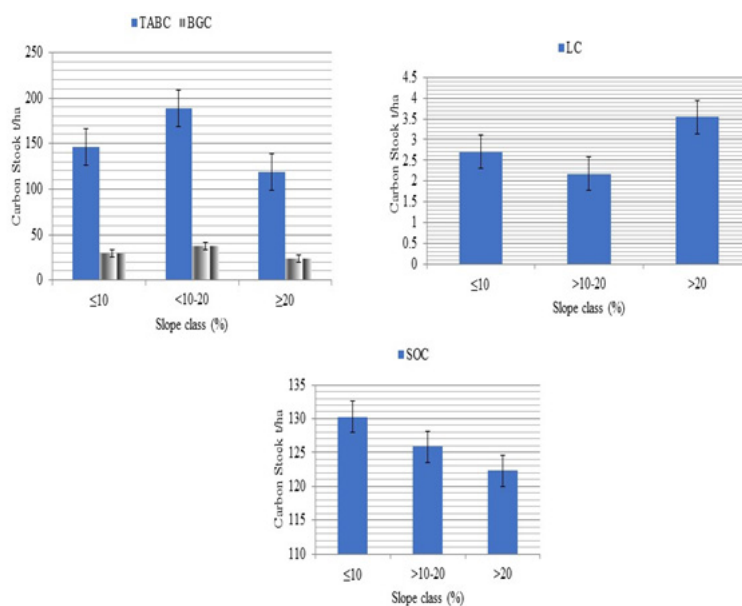 TABC BGC
Carbon Stock t/ha
250
200
150
100
50
0
≤10 <10-20 ≥20
Slope class (%)
LC
Carbon Stock t/ha
4.5
4
3.5
3
2.5
2
1.5
1
0.5
0
≤10 >10-20 >20
Slope class (%)
SOC
Carbon Stock t/ha
135
130
125
120
115
110
≤10 >10-20 >20
Slope class (%)